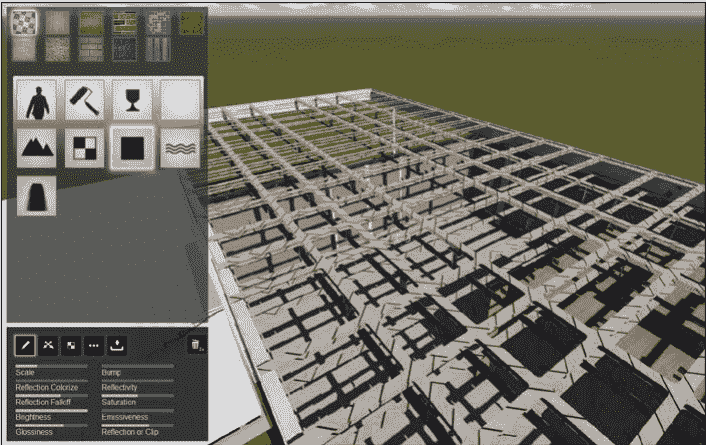 Scale Bump
Reflection Colorize Reflectivity
Reflection Falloff Saturation
Brightness Emissiveness
Glossiness Reflection or Clip